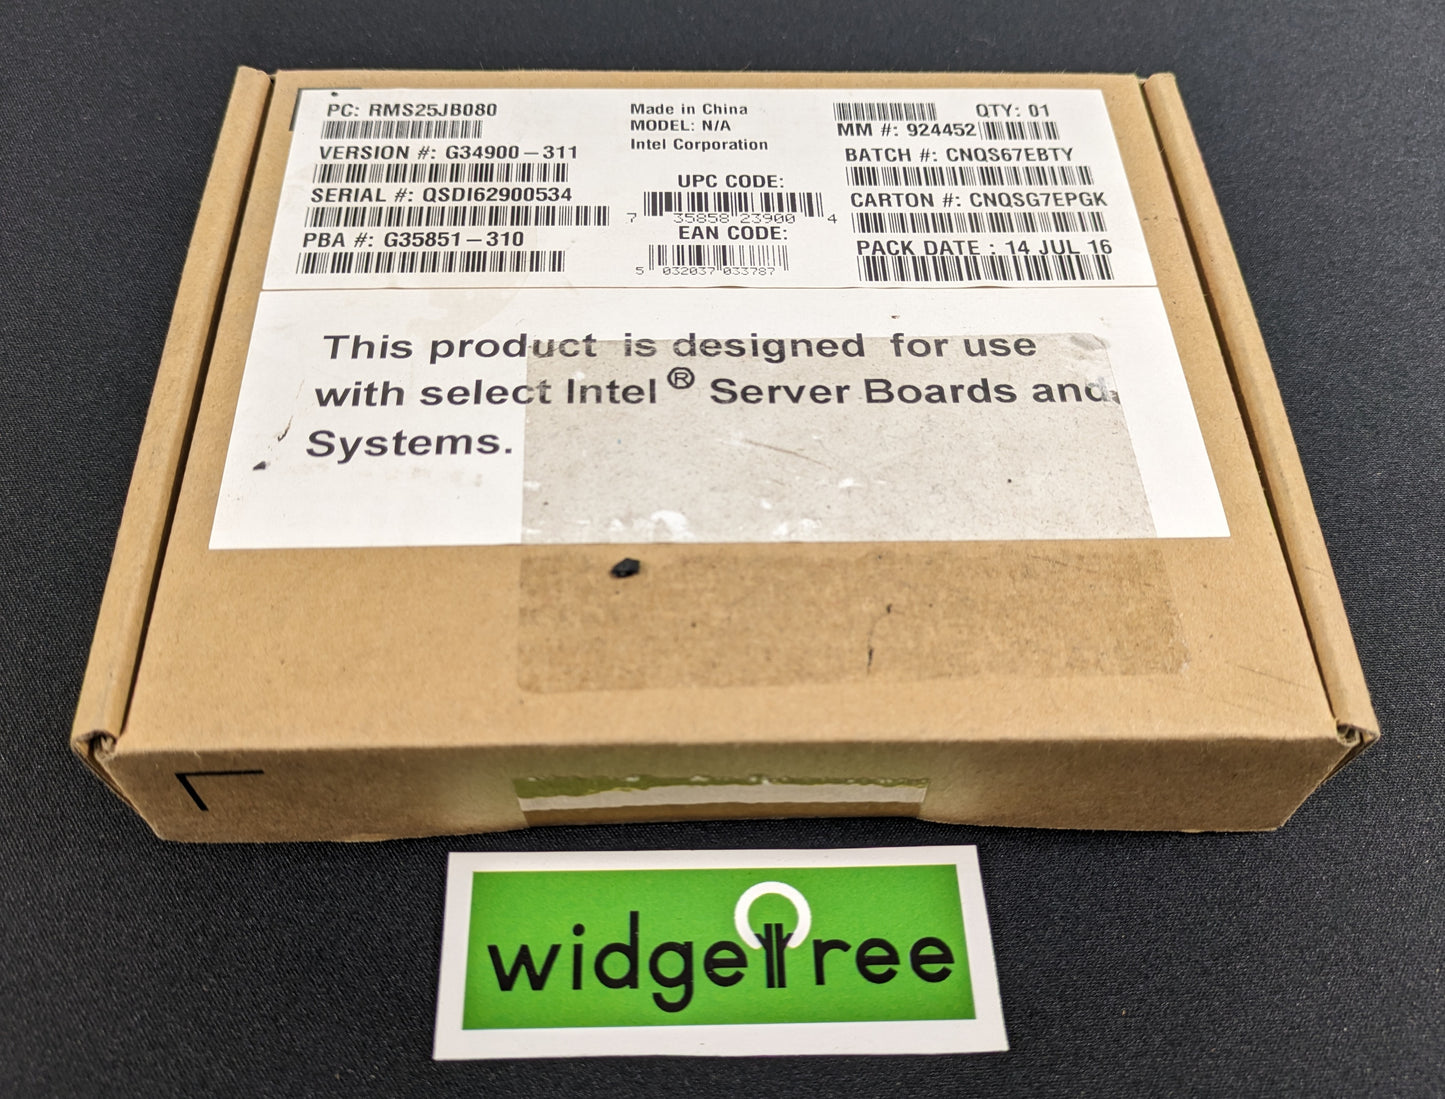 PC: RMS25JB080
VERSION #: G34900-311
SERIAL #: QSDI62900534
PBA #: G35851-310
Made in China
MODEL: N/A
Intel Corporation
UPC CODE:
7 35858 23900 4
EAN CODE:
5 032037 033787
QTY: 01
MM #: 924452
BATCH #: CNQS67EBTY
CARTON #: CNQSG7EPGK
PACK DATE : 14 JUL 16
This product is designed for use
with select Intel® Server Boards and
Systems.
widgetree